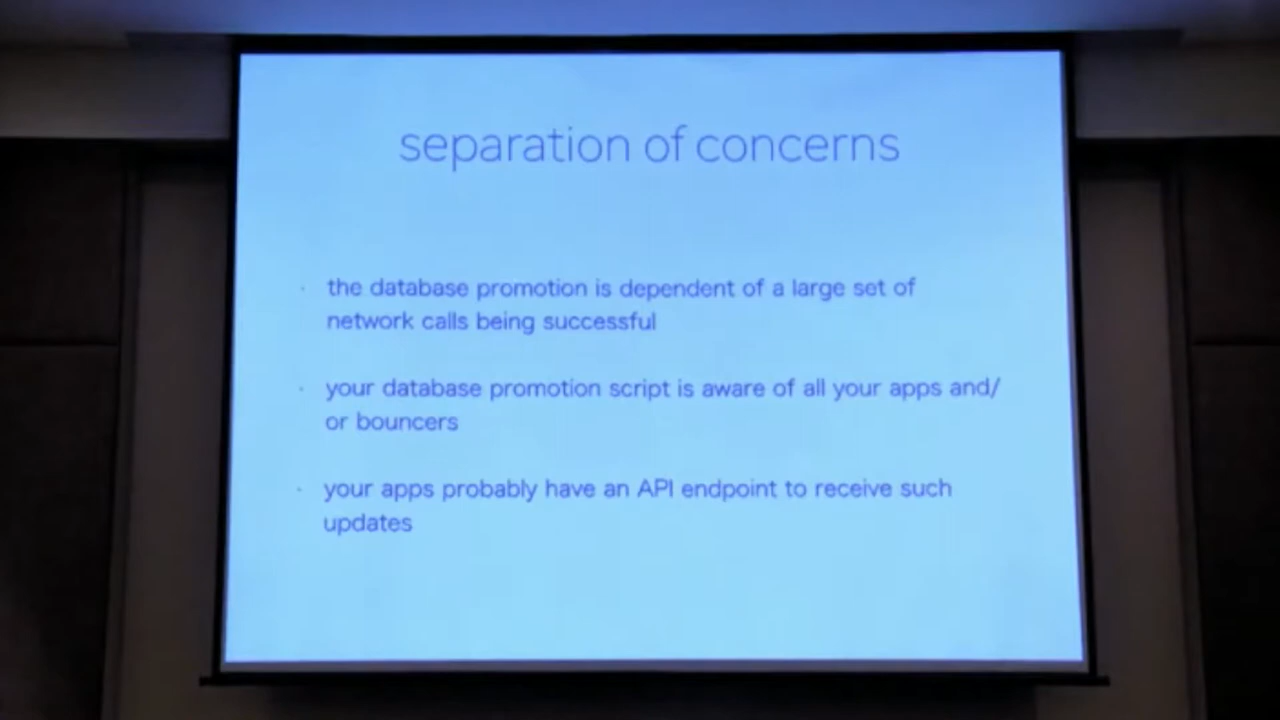 separation of concerns
· the database promotion is dependent of a large set of
network calls being successful
· your database promotion script is aware of all your apps and/
or bouncers
· your apps probably have an API endpoint to receive such
updates